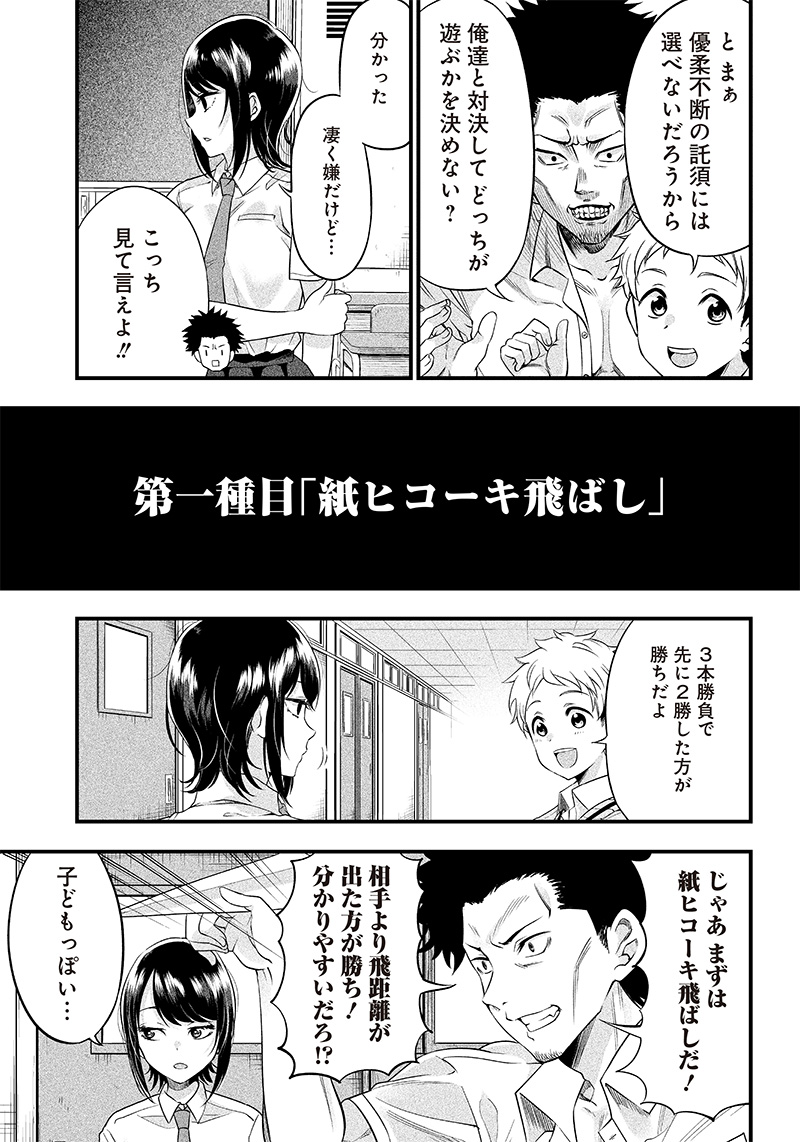 と まぁ
優柔不断の託須には
選べないだろうから
俺達と対決して どっちが
遊ぶかを決めない？
分かった
凄く嫌だけど…
こっち
見て言えよ!!
第一種目「紙ヒコーキ飛ばし」
３本勝負で
先に２勝した方が
勝ちだよ
じゃあ まずは
紙ヒコーキ飛ばしだ！
相手より飛距離が
出た方が勝ち！
分かりやすいだろ!?
子どもっぽい…